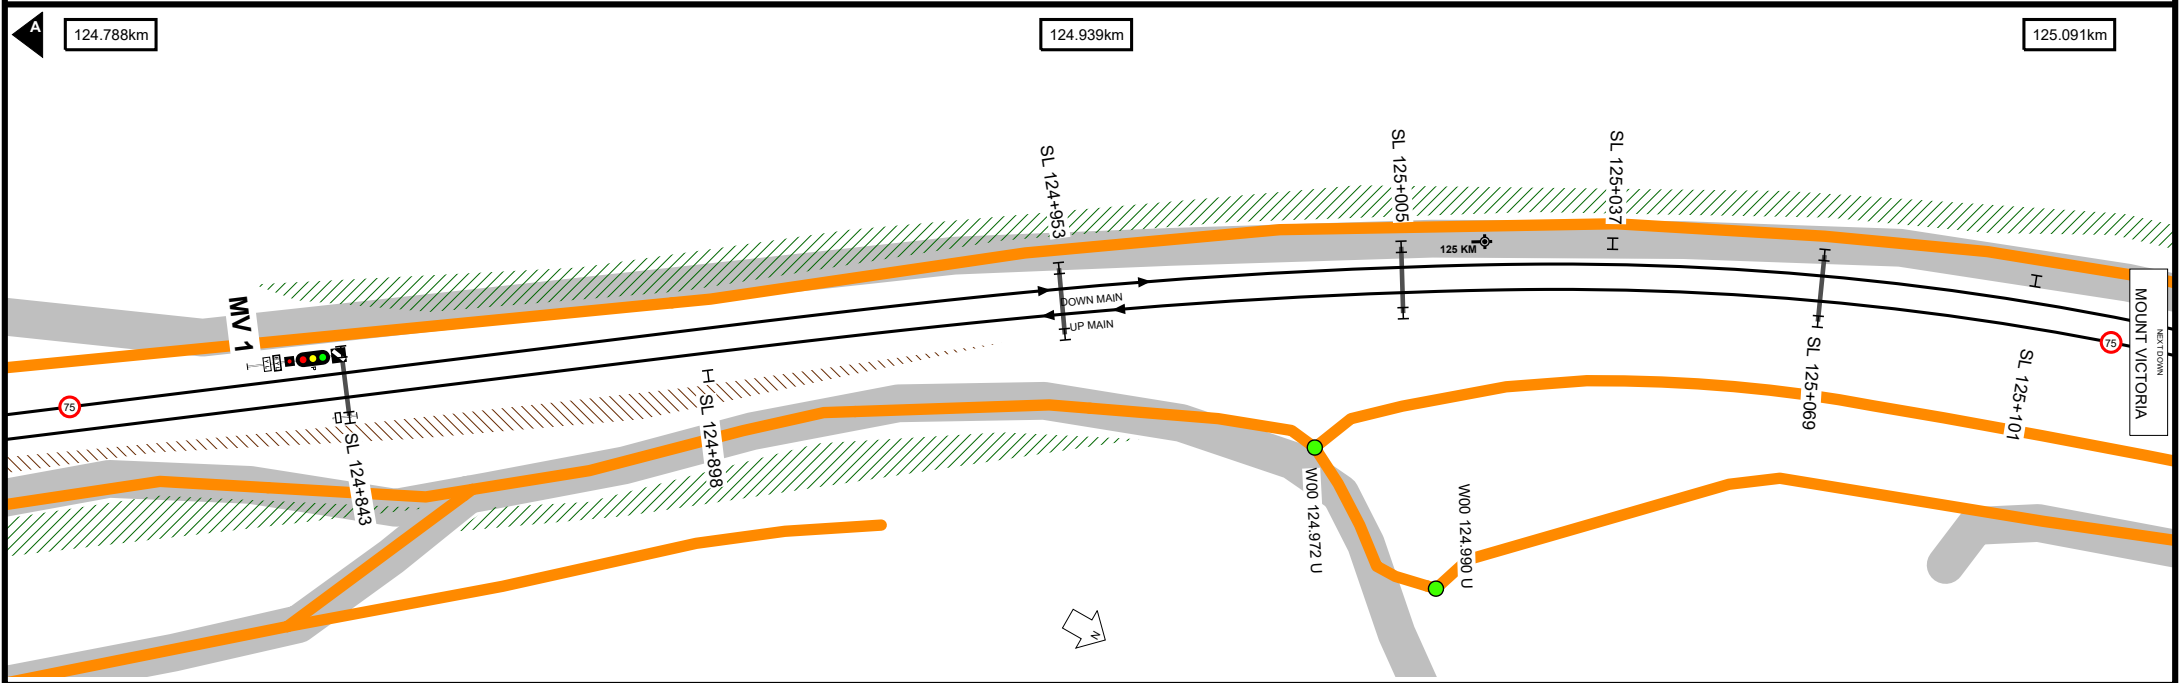 A
124.788km
124.939km
125.091km
SL 124+953
SL 125+005
SL 125+037
125 KM
MV 1
DOWN MAIN
UP MAIN
75
75
NEXT DOWN
MOUNT VICTORIA
SL 124+843
SL 124+898
SL 125+069
SL 125+101
W00 124.972 U
W00 124.990 U
N